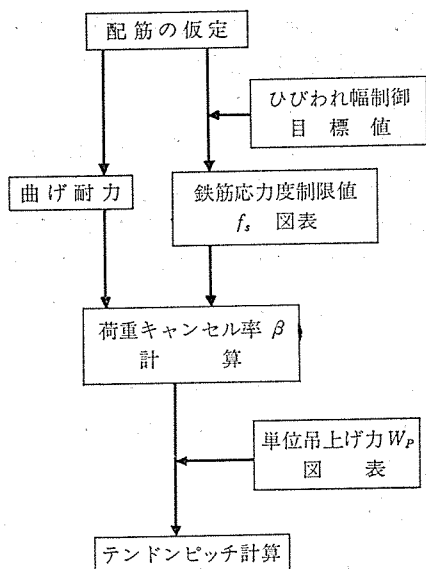 配筋の仮定
ひびわれ幅制御
目標値
曲げ耐力
鉄筋応力度制限値
fs 図表
荷重キャンセル率 β
計算
単位吊上げ力 WP
図表
テンドンピッチ計算